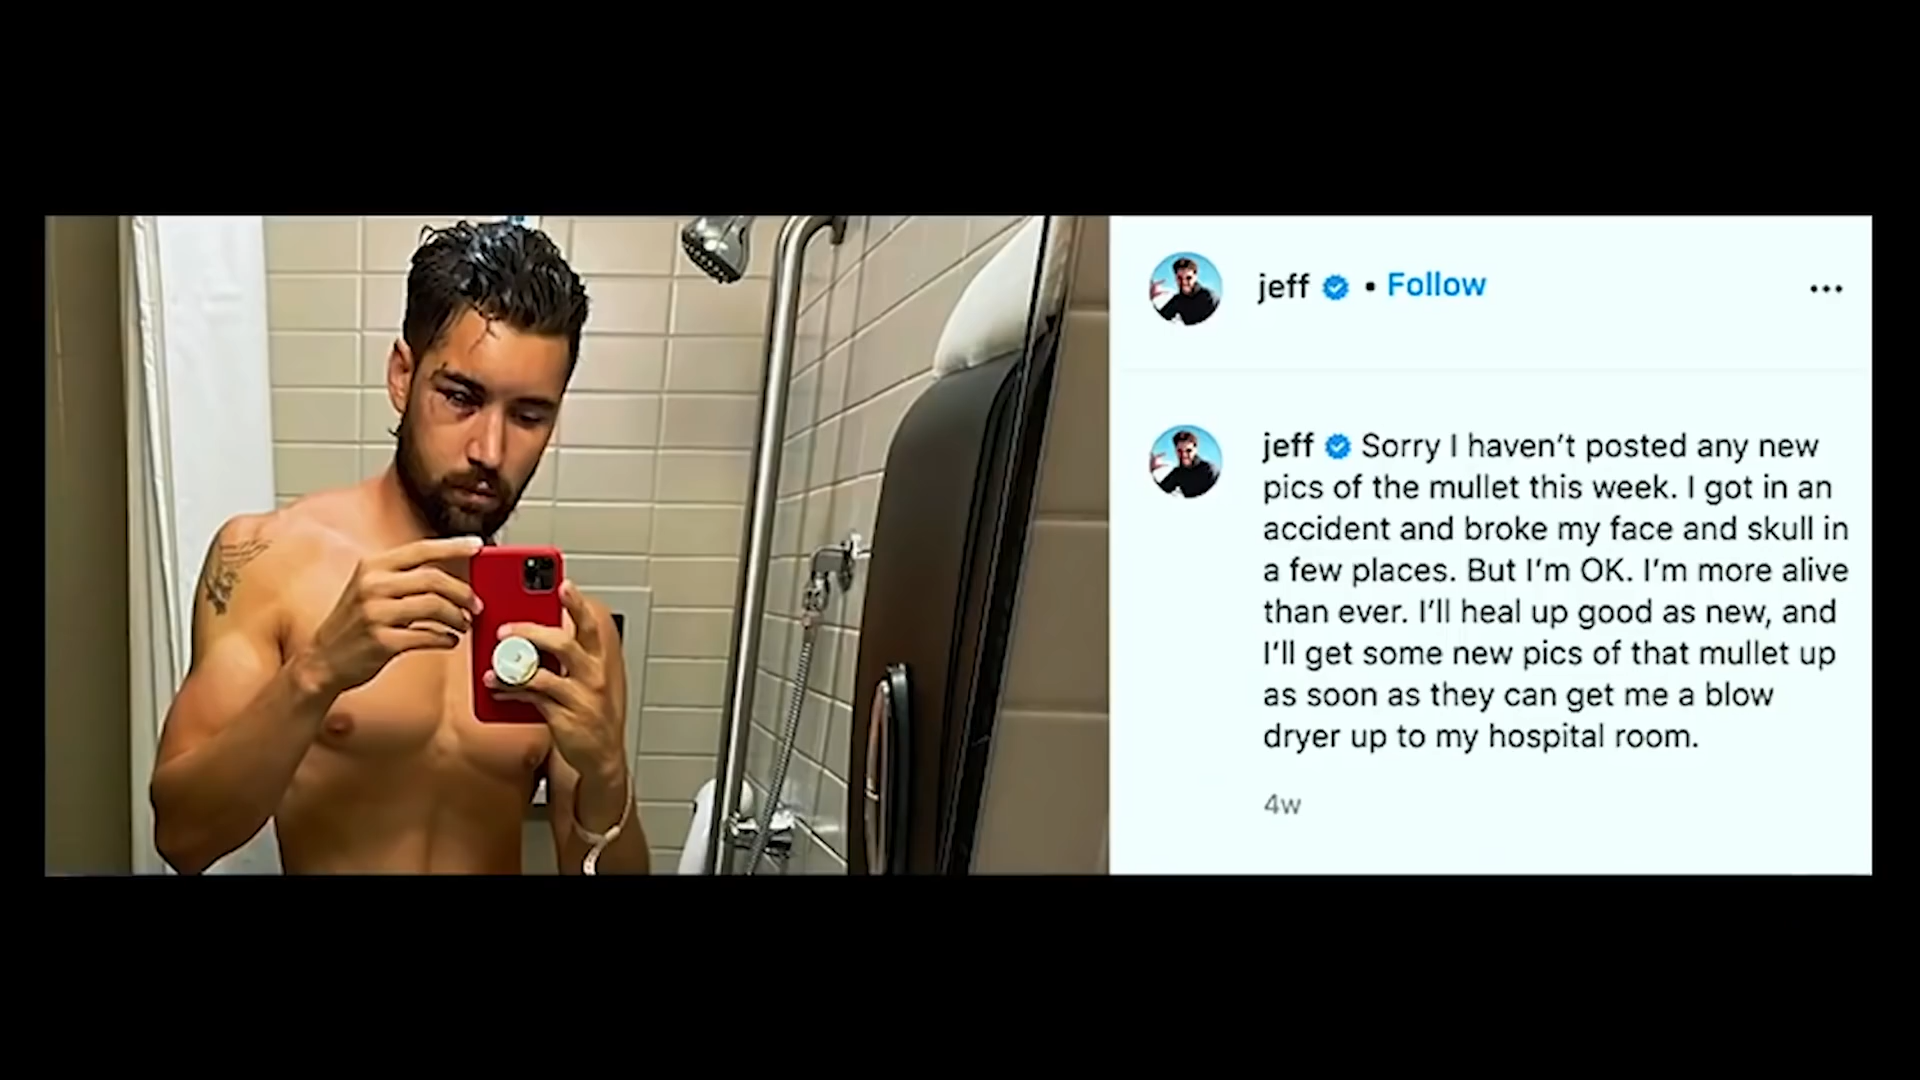 jeff • Follow
jeff Sorry I haven’t posted any new
pics of the mullet this week. I got in an
accident and broke my face and skull in
a few places. But I’m OK. I’m more alive
than ever. I’ll heal up good as new, and
I’ll get some new pics of that mullet up
as soon as they can get me a blow
dryer up to my hospital room.
4w